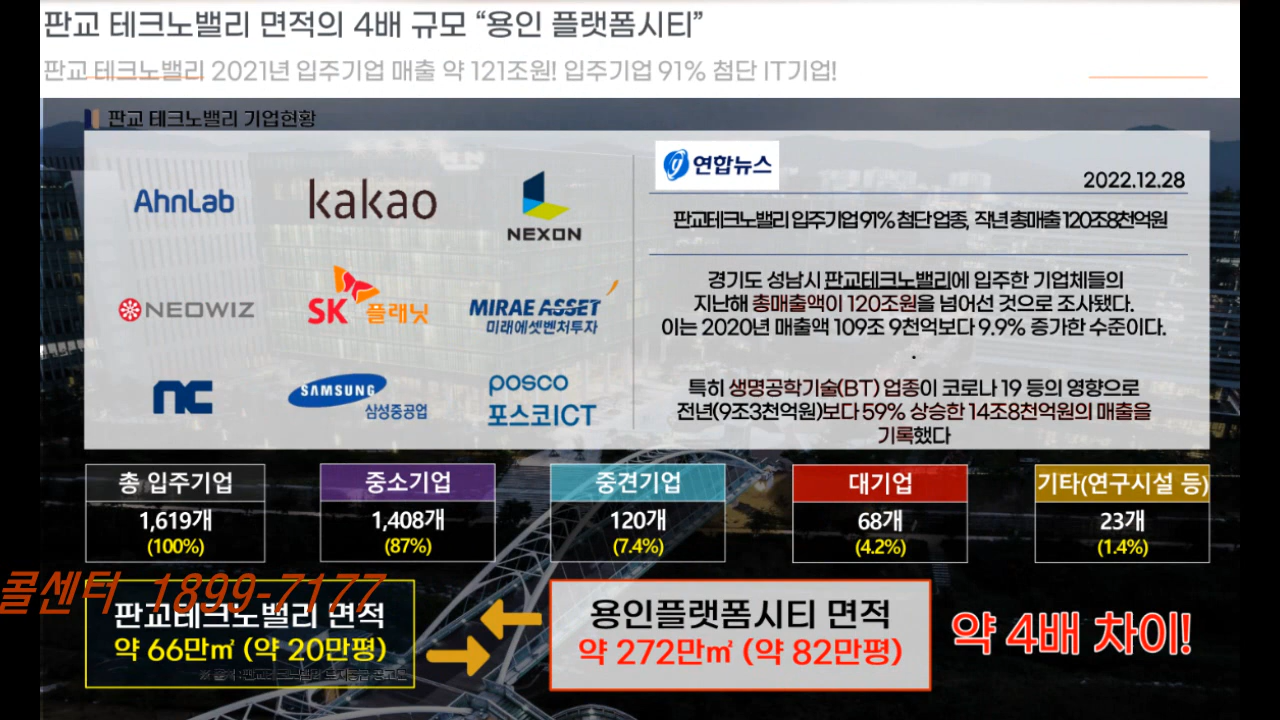 판교 테크노밸리 면적의 4배 규모 “용인 플랫폼시티”
판교 테크노밸리 2021년 입주기업 매출 약 121조원! 입주기업 91% 첨단 IT기업!
판교 테크노밸리 기업현황
AhnLab
kakao
NEXON
NEOWIZ
SK 플래닛
MIRAE ASSET
미래에셋벤처투자
NC
SAMSUNG
삼성중공업
posco
포스코ICT
연합뉴스
2022.12.28
판교테크노밸리 입주기업 91% 첨단 업종, 작년 총매출 120조8천억원
경기도 성남시 판교테크노밸리에 입주한 기업체들의
지난해 총매출액이 120조원을 넘어선 것으로 조사됐다.
이는 2020년 매출액 109조 9천억보다 9.9% 증가한 수준이다.
.
특히 생명공학기술(BT) 업종이 코로나 19 등의 영향으로
전년(9조3천억원)보다 59% 상승한 14조8천억원의 매출을
기록했다
총 입주기업
1,619개
(100%)
중소기업
1,408개
(87%)
중견기업
120개
(7.4%)
대기업
68개
(4.2%)
기타(연구시설 등)
23개
(1.4%)
콜센터 1899-7177
판교테크노밸리 면적
약 66만㎡ (약 20만평)
용인플랫폼시티 면적
약 272만㎡ (약 82만평)
약 4배 차이!